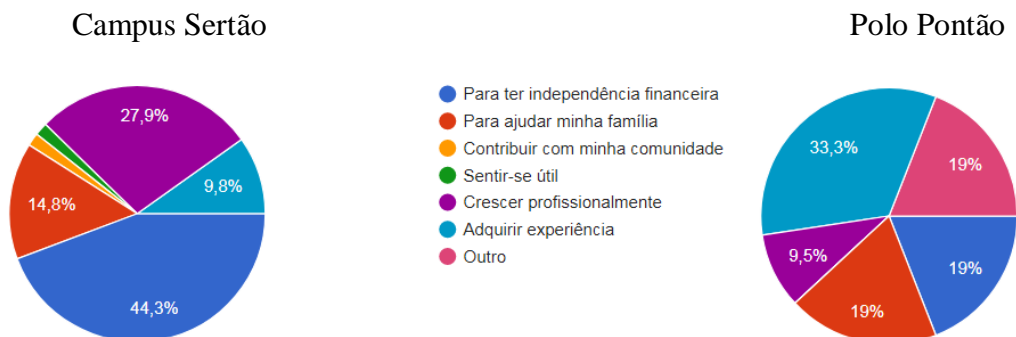 Campus Sertão
Polo Pontão
27,9%
9,8%
14,8%
44,3%
Para ter independência financeira
Para ajudar minha família
Contribuir com minha comunidade
Sentir-se útil
Crescer profissionalmente
Adquirir experiência
Outro
33,3%
19%
9,5%
19%
19%